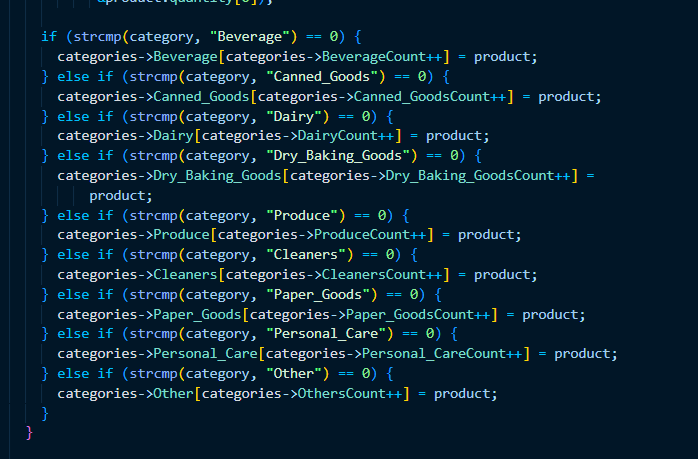 if (strcmp(category, "Beverage") == 0) {
categories->Beverage[categories->BeverageCount++] = product;
} else if (strcmp(category, "Canned_Goods") == 0) {
categories->Canned_Goods[categories->Canned_GoodsCount++] = product;
} else if (strcmp(category, "Dairy") == 0) {
categories->Dairy[categories->DairyCount++] = product;
} else if (strcmp(category, "Dry_Baking_Goods") == 0) {
categories->Dry_Baking_Goods[categories->Dry_Baking_GoodsCount++] =
product;
} else if (strcmp(category, "Produce") == 0) {
categories->Produce[categories->ProduceCount++] = product;
} else if (strcmp(category, "Cleaners") == 0) {
categories->Cleaners[categories->CleanersCount++] = product;
} else if (strcmp(category, "Paper_Goods") == 0) {
categories->Paper_Goods[categories->Paper_GoodsCount++] = product;
} else if (strcmp(category, "Personal_Care") == 0) {
categories->Personal_Care[categories->Personal_CareCount++] = product;
} else if (strcmp(category, "Other") == 0) {
categories->Other[categories->OthersCount++] = product;
}
}